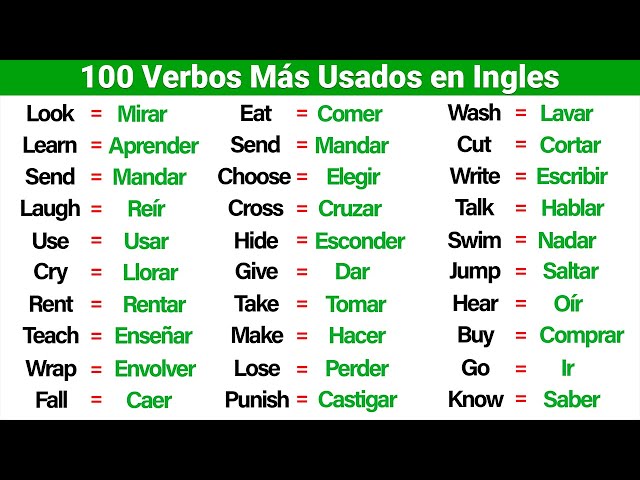 100 Verbos Más Usados en Ingles
Look = Mirar Eat = Comer Wash = Lavar
Learn = Aprender Send = Mandar Cut = Cortar
Send = Mandar Choose = Elegir Write = Escribir
Laugh = Reír Cross = Cruzar Talk = Hablar
Use = Usar Hide = Esconder Swim = Nadar
Cry = Llorar Give = Dar Jump = Saltar
Rent = Rentar Take = Tomar Hear = Oír
Teach = Enseñar Make = Hacer Buy = Comprar
Wrap = Envolver Lose = Perder Go = Ir
Fall = Caer Punish = Castigar Know = Saber